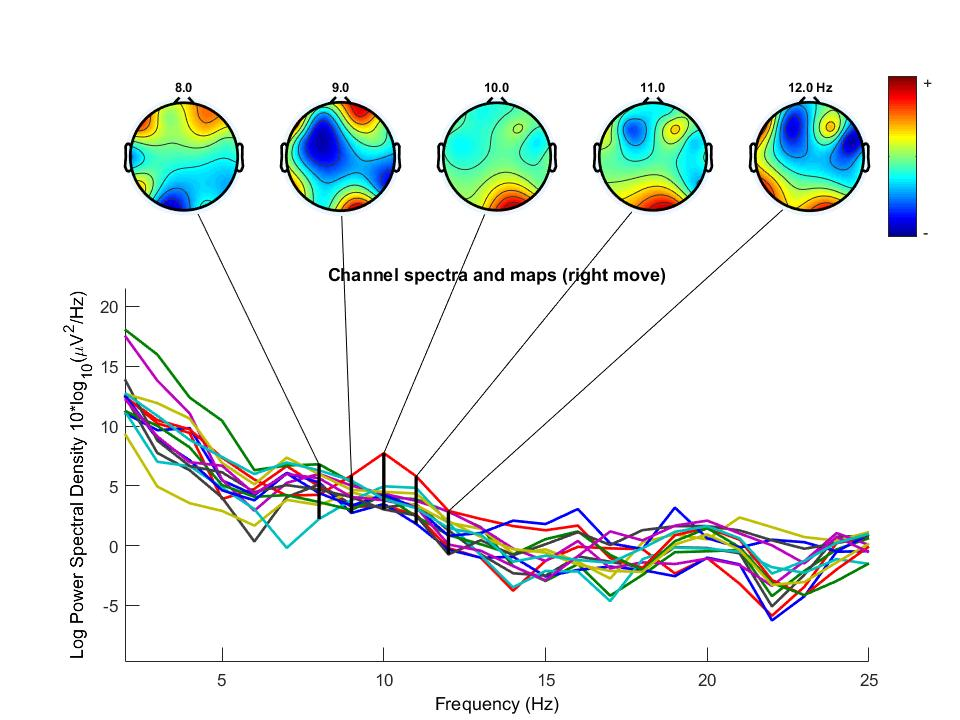 8.0 9.0 10.0 11.0 12.0 Hz
+
-
Channel spectra and maps (right move)
Log Power Spectral Density 10*log10(μV2/Hz)
20
15
10
5
0
-5
5 10 15 20 25
Frequency (Hz)